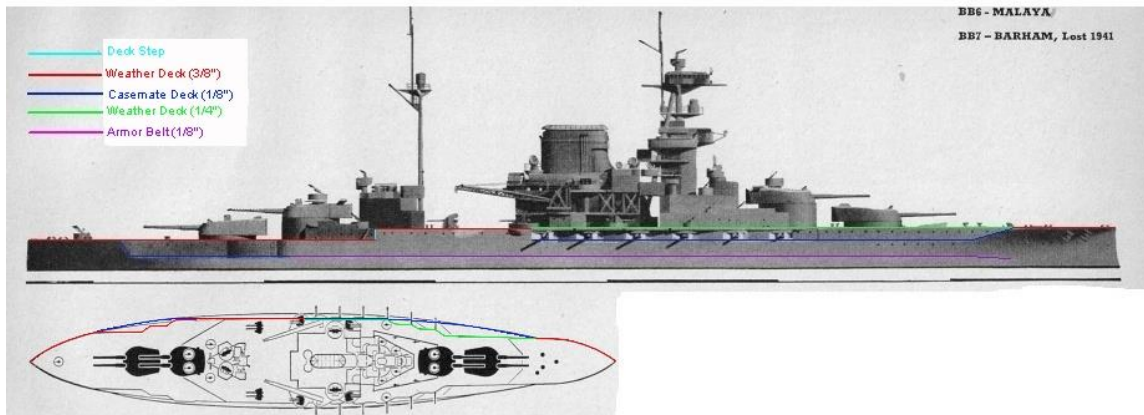 BB6 - MALAYA
BB7 – BARHAM, Lost 1941
Deck Step
Weather Deck (3/8")
Casemate Deck (1/8")
Weather Deck (1/4")
Armor Belt (1/8")